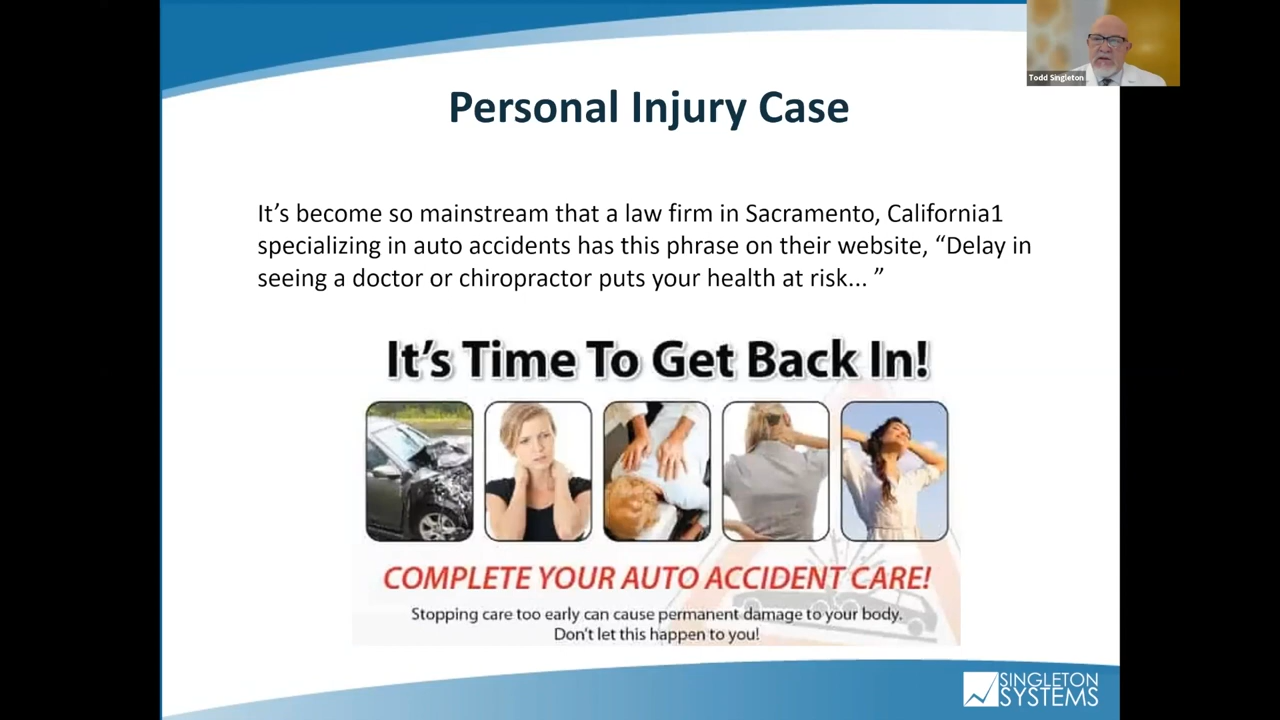 Todd Singleton
Personal Injury Case
It’s become so mainstream that a law firm in Sacramento, California1
specializing in auto accidents has this phrase on their website, “Delay in
seeing a doctor or chiropractor puts your health at risk... ”
It’s Time To Get Back In!
COMPLETE YOUR AUTO ACCIDENT CARE!
Stopping care too early can cause permanent damage to your body.
Don’t let this happen to you!
SINGLETON
SYSTEMS